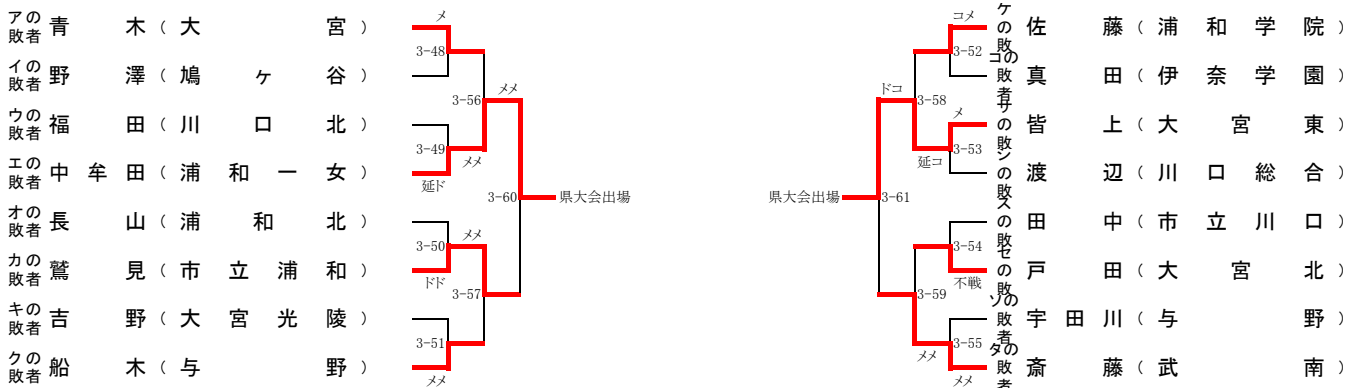 アの敗者 青木（大宮）
メ
3-48
イの敗者 野澤（鳩ヶ谷）
3-56
メメ
ウの敗者 福田（川口北）
3-49
メメ
エの敗者 中牟田（浦和一女）
延ド
3-60
県大会出場
オの敗者 長山（浦和北）
3-50
メメ
カの敗者 鷲見（市立浦和）
ドド
3-57
キの敗者 吉野（大宮光陵）
3-51
クの敗者 船木（与野）
メメ
コメ
ケの敗者 佐藤（浦和学院）
3-52
コの敗者 真田（伊奈学園）
ドコ
3-58
メ
サの敗者 皆上（大宮東）
3-53
延コ
シの敗者 渡辺（川口総合）
県大会出場
3-61
スの敗者 田中（市立川口）
3-54
セの敗者 戸田（大宮北）
不戦
3-59
ソの敗者 宇田川（与野）
3-55
メメ
タの敗者 斎藤（武南）
メメ